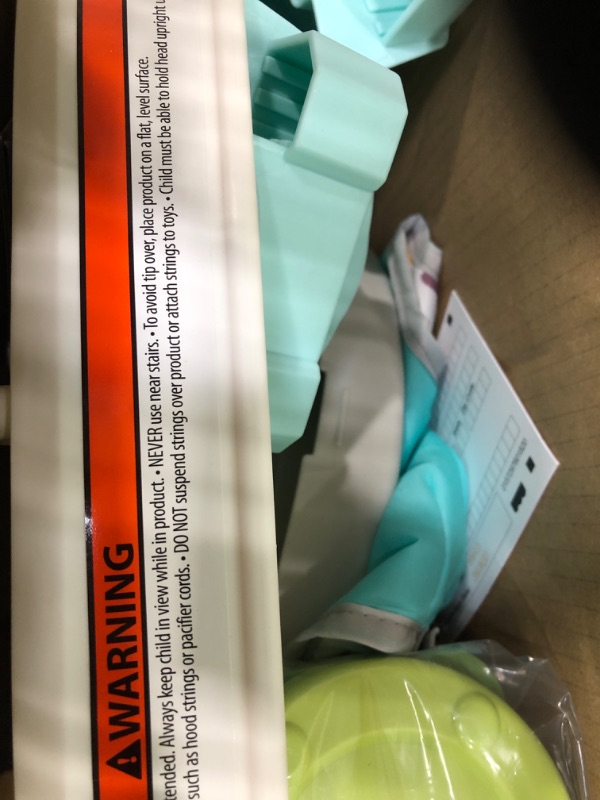 WARNING
tended. Always keep child in view while in product. • NEVER use near stairs. • To avoid tip over, place product on a flat, level surface.
such as hood strings or pacifier cords. • DO NOT suspend strings over product or attach strings to toys. • Child must be able to hold head upright u